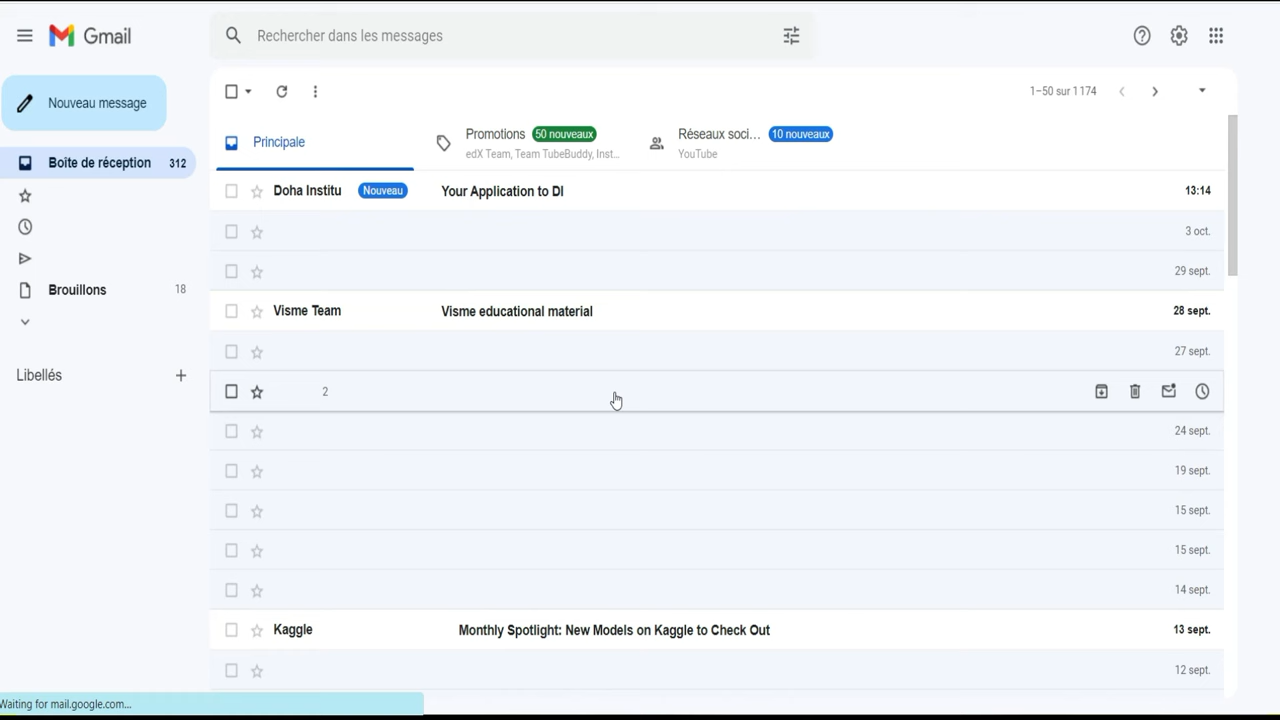 Gmail
Rechercher dans les messages
Nouveau message
1–50 sur 1 174
Principale
Promotions 50 nouveaux
edX Team, Team TubeBuddy, Inst...
Réseaux soci... 10 nouveaux
YouTube
Boîte de réception 312
Brouillons 18
Libellés
Doha Institu Nouveau Your Application to DI 13:14
3 oct.
29 sept.
Visme Team Visme educational material 28 sept.
27 sept.
2
24 sept.
19 sept.
15 sept.
15 sept.
14 sept.
Kaggle Monthly Spotlight: New Models on Kaggle to Check Out 13 sept.
12 sept.
Waiting for mail.google.com...